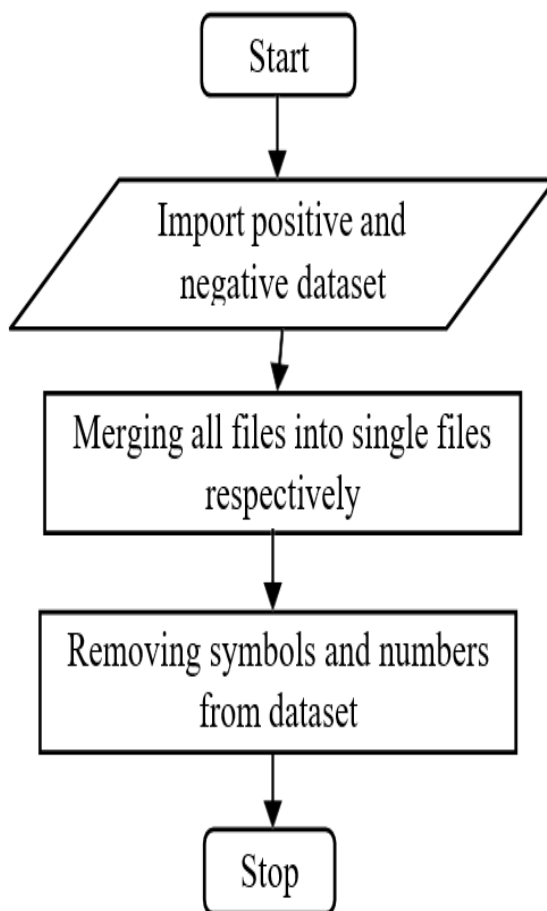 Start
Import positive and
negative dataset
Merging all files into single files
respectively
Removing symbols and numbers
from dataset
Stop